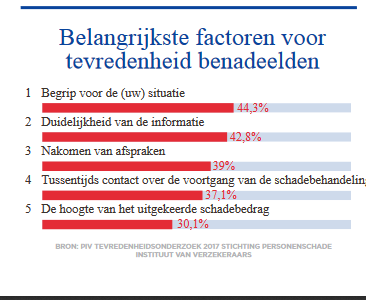 Belangrijkste factoren voor
tevredenheid benadeelden
1 Begrip voor de (uw) situatie
44,3%
2 Duidelijkheid van de informatie
42,8%
3 Nakomen van afspraken
39%
4 Tussentijds contact over de voortgang van de schadebehandeling
37,1%
5 De hoogte van het uitgekeerde schadebedrag
30,1%
BRON: PIV TEVREDENHEIDSONDERZOEK 2017 STICHTING PERSONENSCHADE
INSTITUUT VAN VERZEKERAARS